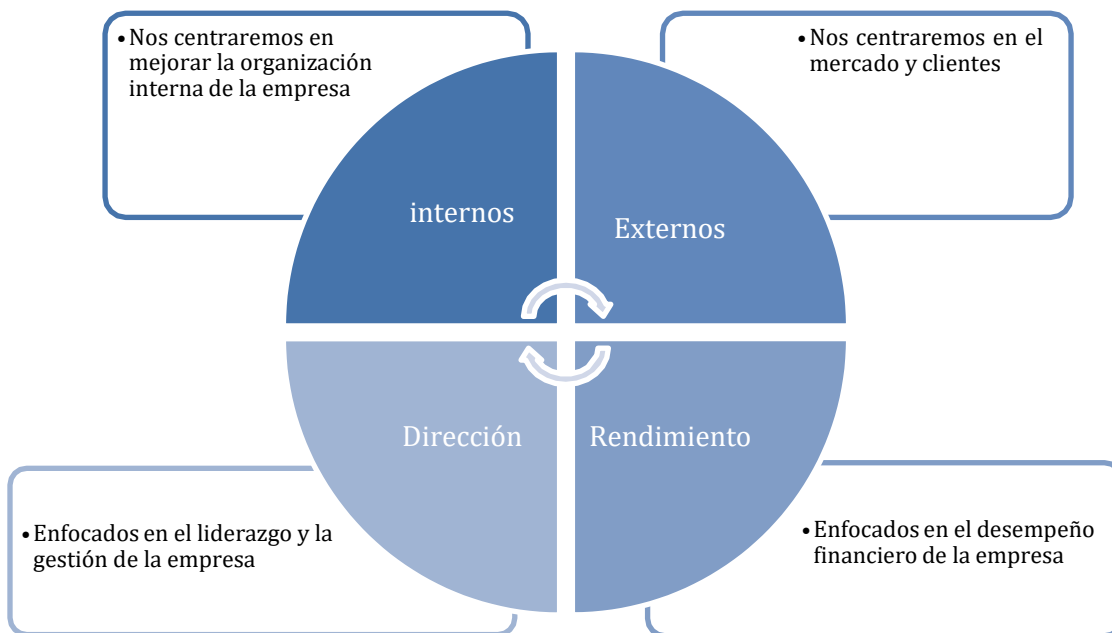 •Nos centraremos en
mejorar la organización
interna de la empresa
•Nos centraremos en el
mercado y clientes
internos
Externos
Dirección
Rendimiento
•Enfocados en el liderazgo y la
gestión de la empresa
•Enfocados en el desempeño
financiero de la empresa